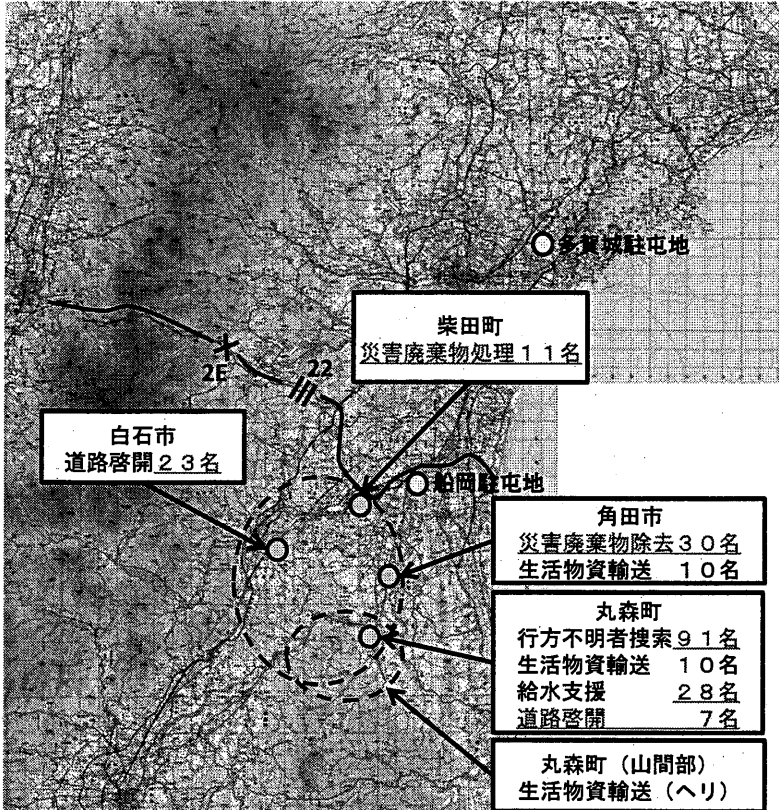 多賀城駐屯地
柴田町
災害廃棄物処理11名
2E
22
白石市
道路啓開23名
船岡駐屯地
角田市
災害廃棄物除去30名
生活物資輸送 10名
丸森町
行方不明者捜索91名
生活物資輸送 10名
給水支援 28名
道路啓開 7名
丸森町（山間部）
生活物資輸送（ヘリ）